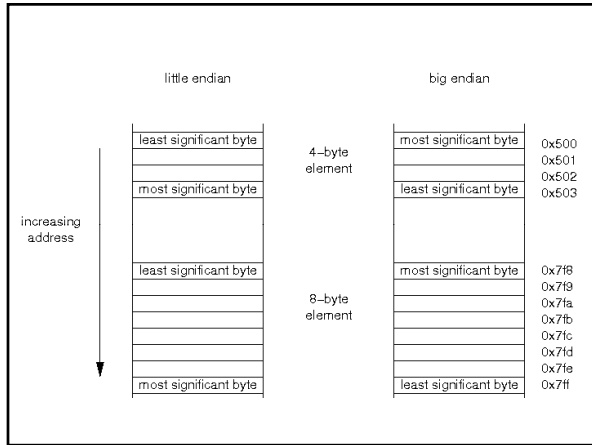 little endian
big endian
least significant byte
4-byte
element
most significant byte
most significant byte
least significant byte
0x500
0x501
0x502
0x503
increasing
address
least significant byte
8-byte
element
most significant byte
most significant byte
least significant byte
0x7f8
0x7f9
0x7fa
0x7fb
0x7fc
0x7fd
0x7fe
0x7ff